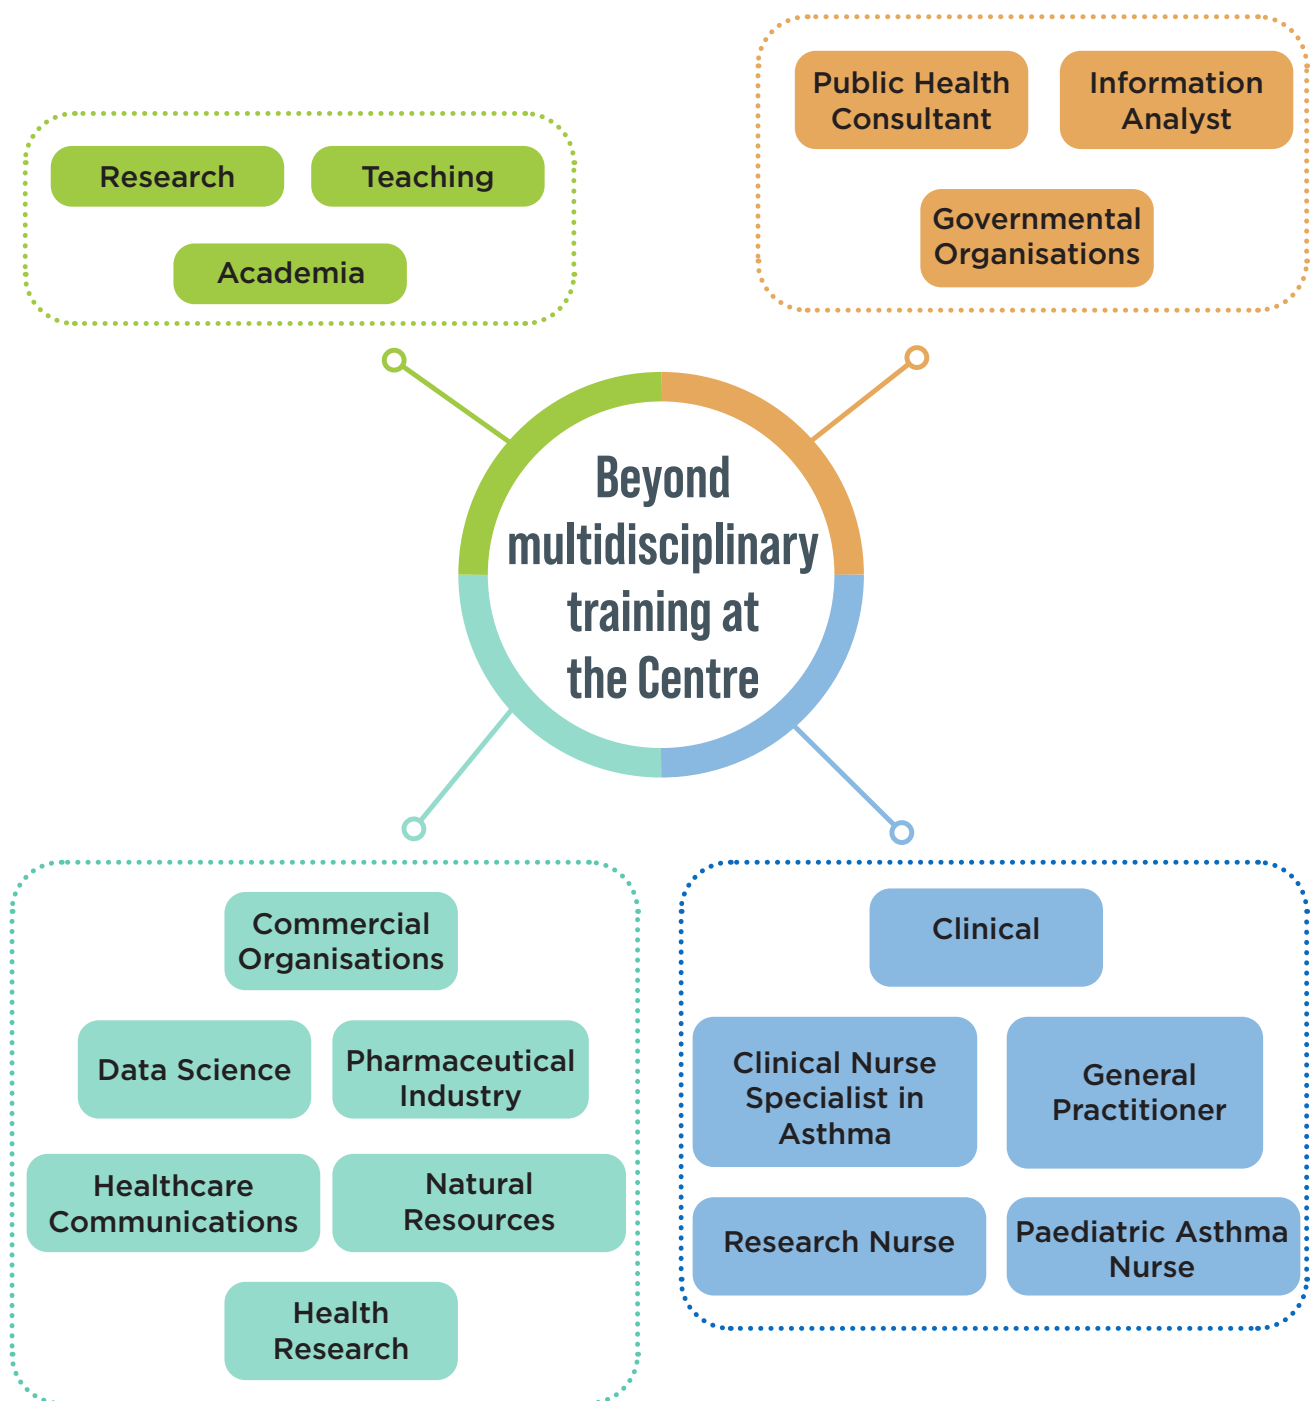 Public Health
Consultant
Information
Analyst
Governmental
Organisations
Research
Teaching
Academia
Beyond
multidisciplinary
training at
the Centre
Commercial
Organisations
Data Science
Pharmaceutical
Industry
Healthcare
Communications
Natural
Resources
Health
Research
Clinical
Clinical Nurse
Specialist in
Asthma
General
Practitioner
Research Nurse
Paediatric Asthma
Nurse